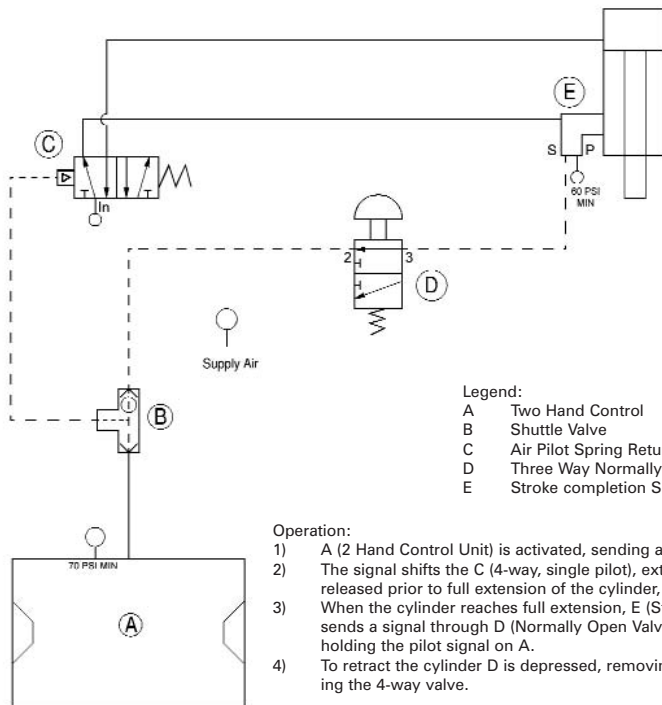 E
C
S P
60 PSI
MIN
In
2 3
D
Supply Air
B
Legend:
A Two Hand Control
B Shuttle Valve
C Air Pilot Spring Retu
D Three Way Normally
E Stroke completion S
70 PSI MIN
A
Operation:
1) A (2 Hand Control Unit) is activated, sending a
2) The signal shifts the C (4-way, single pilot), ext
released prior to full extension of the cylinder,
3) When the cylinder reaches full extension, E (St
sends a signal through D (Normally Open Valv
holding the pilot signal on A.
4) To retract the cylinder D is depressed, removin
ing the 4-way valve.